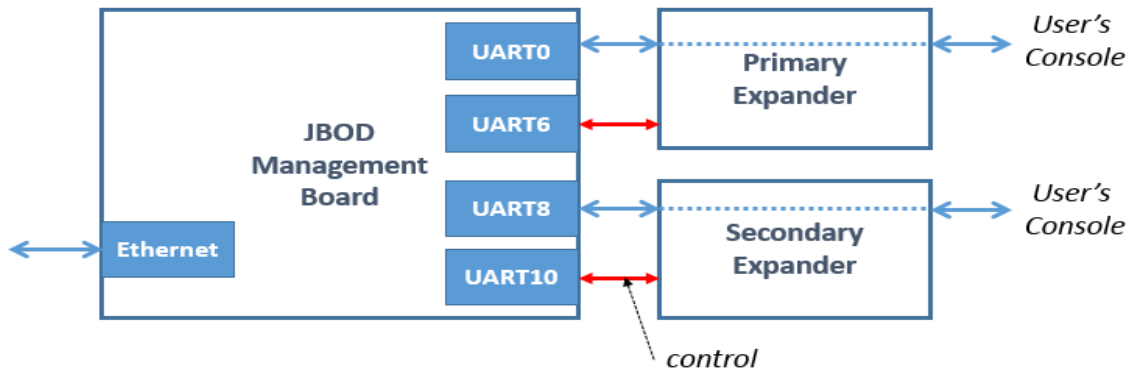 UART0
UART6
UART8
UART10
JBOD
Management
Board
Ethernet
Primary
Expander
Secondary
Expander
User's
Console
User's
Console
control